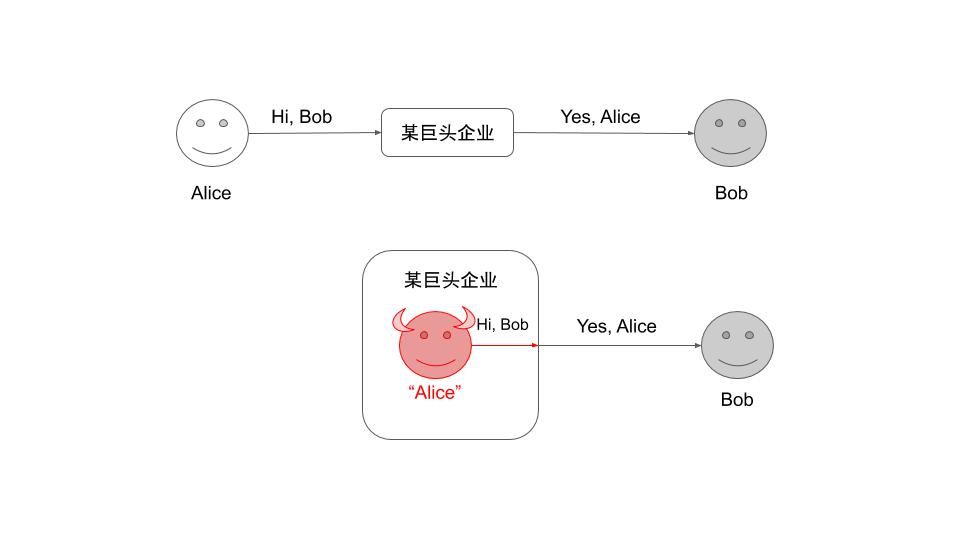 Hi, Bob
某巨头企业
Yes, Alice
Alice
Bob
某巨头企业
Hi, Bob
Yes, Alice
“Alice”
Bob